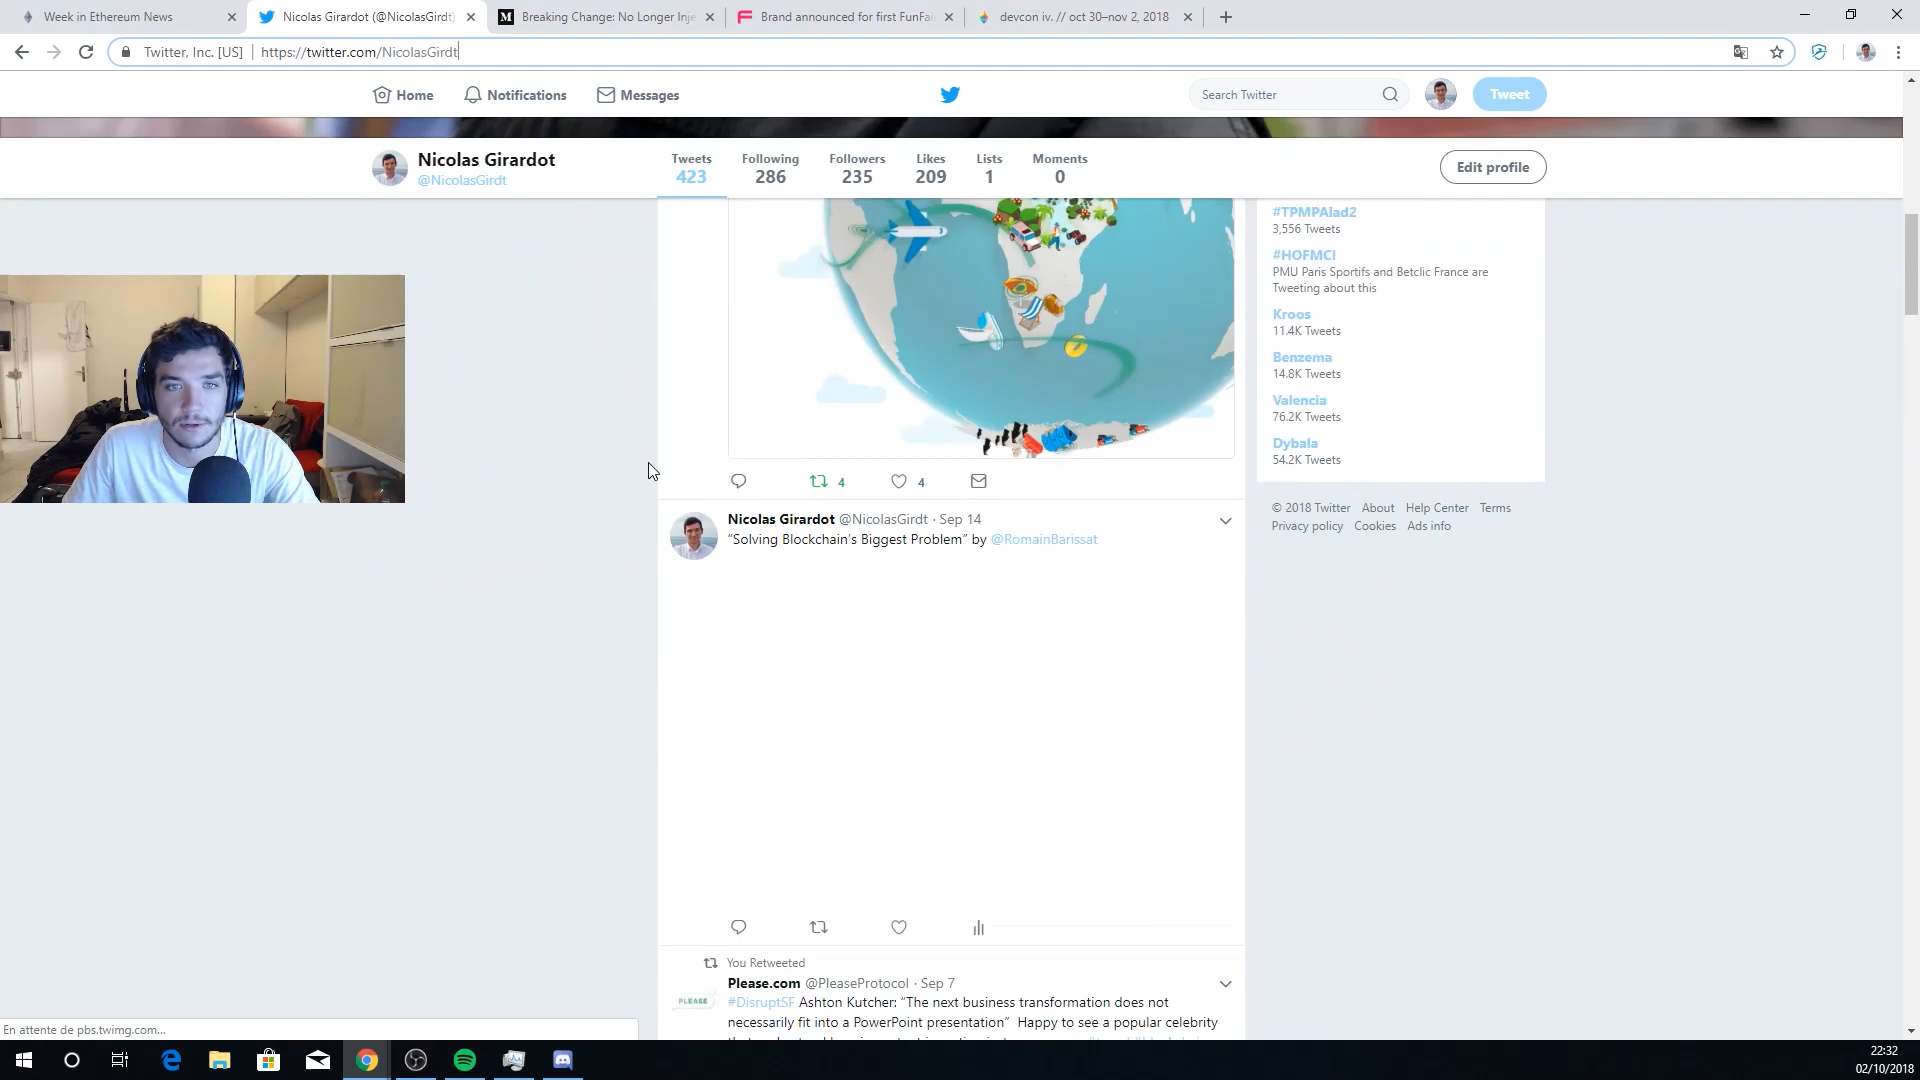 Week in Ethereum News
Nicolas Girardot (@NicolasGirdt)
Breaking Change: No Longer Inje
Brand announced for first FunFai
devcon iv. // oct 30–nov 2, 2018
Twitter, Inc. [US] | https://twitter.com/NicolasGirdt
Home
Notifications
Messages
Search Twitter
Tweet
Nicolas Girardot
@NicolasGirdt
Tweets Following Followers Likes Lists Moments
423 286 235 209 1 0
Edit profile
#TPMPAlad2
3,556 Tweets
#HOFMCI
PMU Paris Sportifs and Betclic France are
Tweeting about this
Kroos
11.4K Tweets
Benzema
14.8K Tweets
Valencia
76.2K Tweets
Dybala
54.2K Tweets
© 2018 Twitter About Help Center Terms
Privacy policy Cookies Ads info
4 4
Nicolas Girardot @NicolasGirdt · Sep 14
“Solving Blockchain’s Biggest Problem” by @RomainBarissat
You Retweeted
Please.com @PleaseProtocol · Sep 7
PLEASE
#DisruptSF Ashton Kutcher: “The next business transformation does not
necessarily fit into a PowerPoint presentation” Happy to see a popular celebrity
En attente de pbs.twimg.com...
22:32
02/10/2018